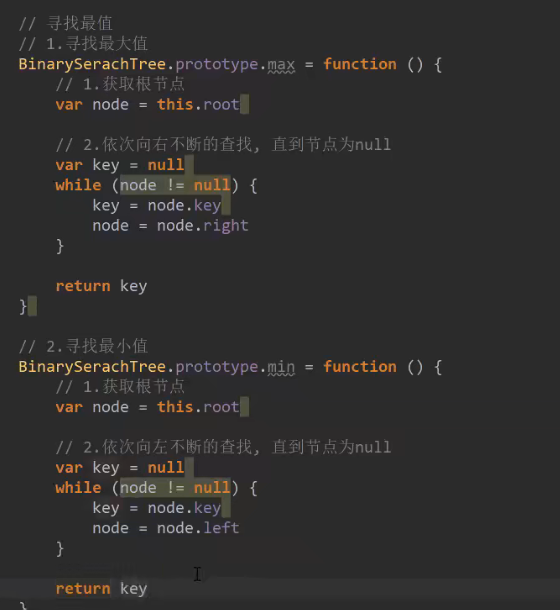 // 寻找最值
// 1.寻找最大值
BinarySerachTree.prototype.max = function () {
// 1.获取根节点
var node = this.root
// 2.依次向右不断的查找, 直到节点为null
var key = null
while (node != null) {
key = node.key
node = node.right
}
return key
}
// 2.寻找最小值
BinarySerachTree.prototype.min = function () {
// 1.获取根节点
var node = this.root
// 2.依次向左不断的查找, 直到节点为null
var key = null
while (node != null) {
key = node.key
node = node.left
}
return key
}